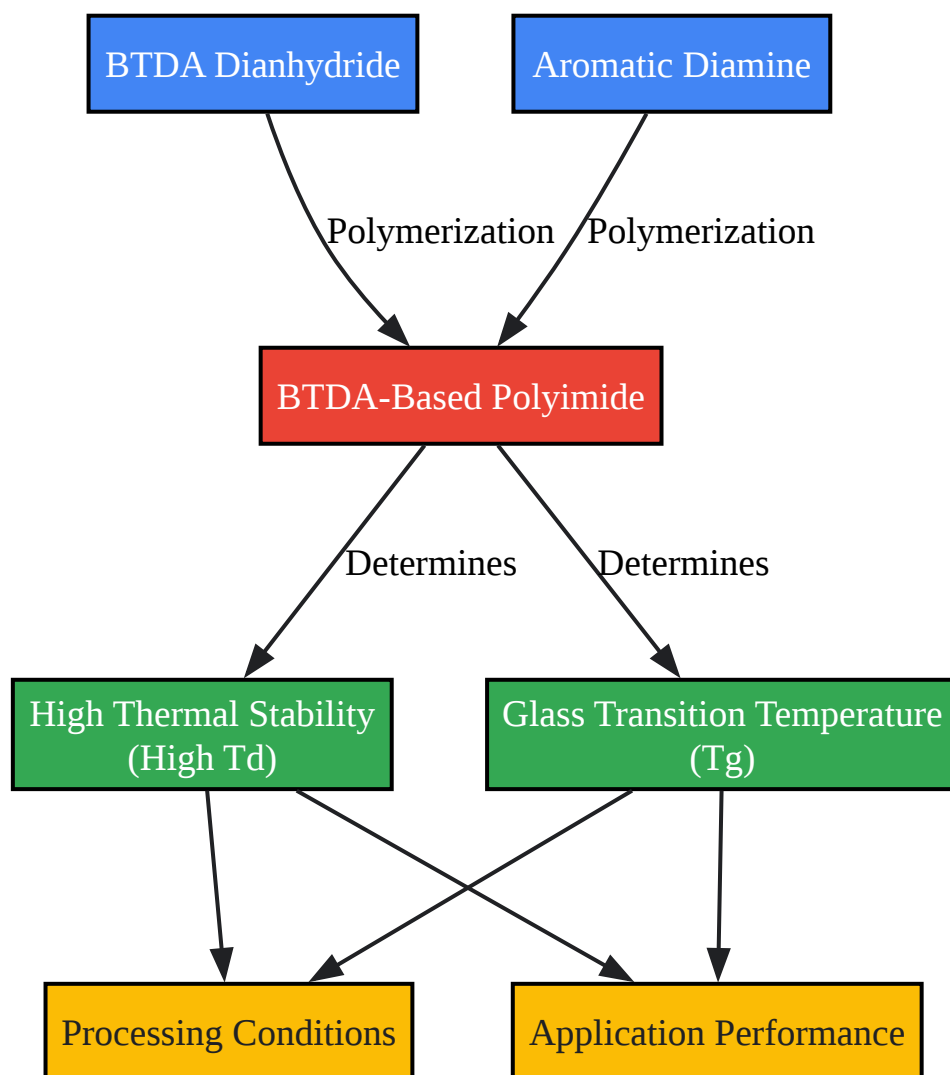 BTDA Dianhydride
Aromatic Diamine
Polymerization
Polymerization
BTDA-Based Polyimide
Determines
Determines
High Thermal Stability
(High Td)
Glass Transition Temperature
(Tg)
Processing Conditions
Application Performance